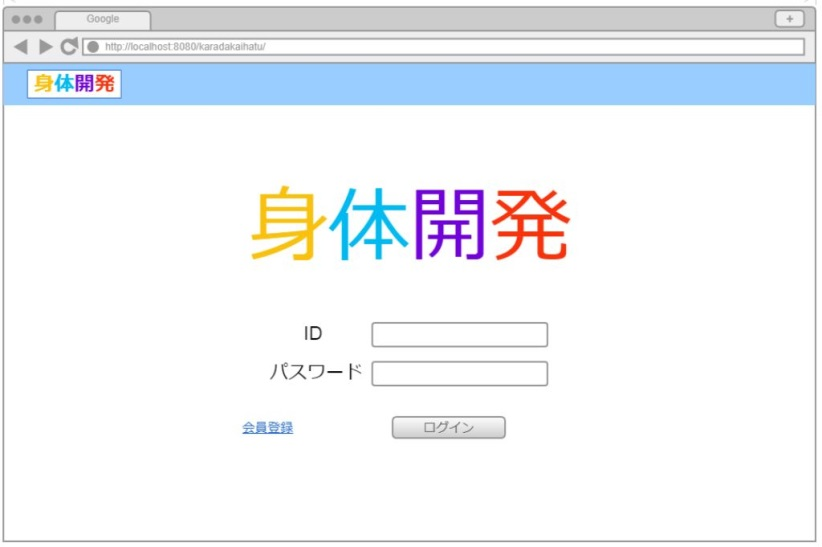 Google
+
http://localhost:8080/karadakaihatu/
身体開発
身体開発
ID
パスワード
会員登録
ログイン